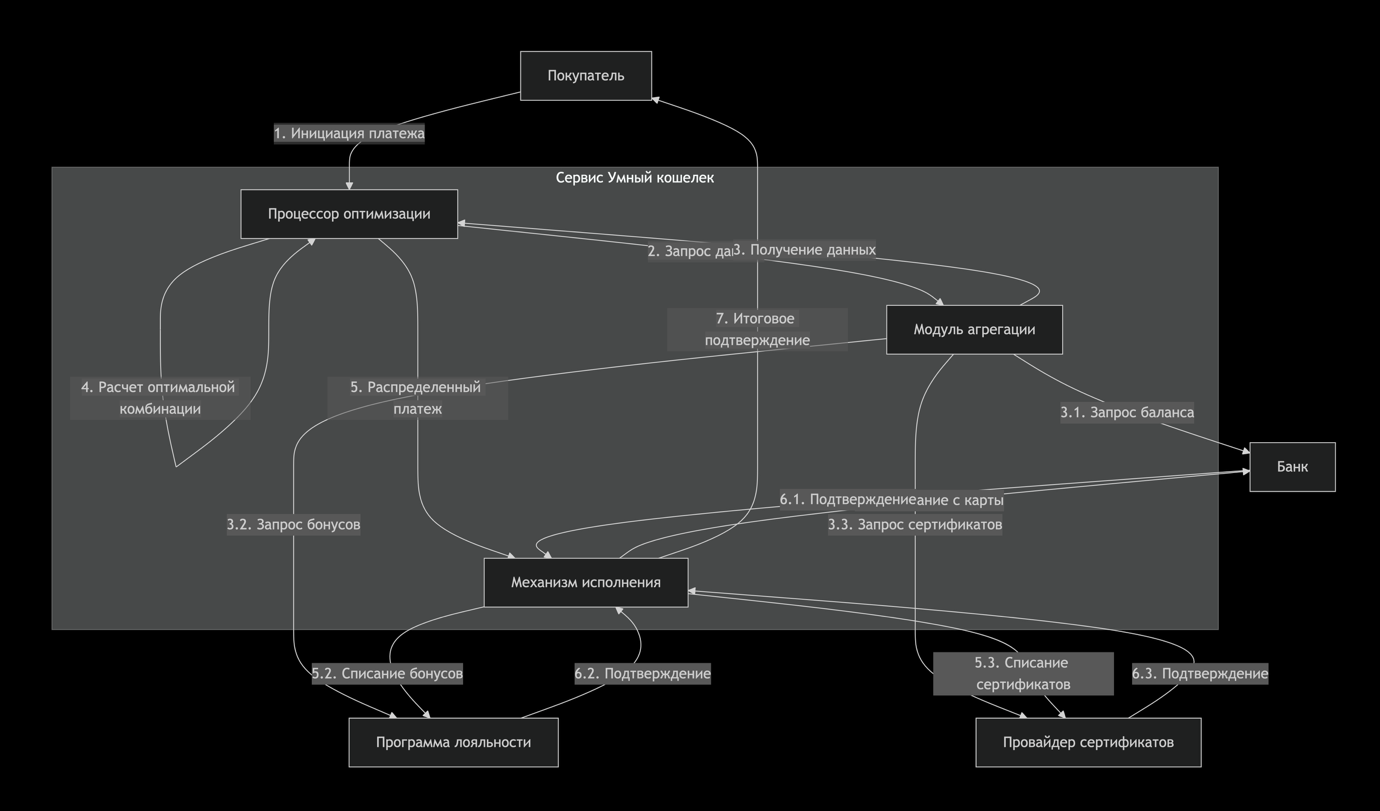 Покупатель
1. Инициация платежа
Сервис Умный кошелек
Процессор оптимизации
2. Запрос
3. Получение данных
7. Итоговое
подтверждение
Модуль агрегации
4. Расчет оптимальной
комбинации
5. Распределенный
платеж
3.1. Запрос баланса
Банк
6.1. Подтверждение
с карты
3.2. Запрос бонусов
3.3. Запрос сертификатов
Механизм исполнения
5.2. Списание бонусов
6.2. Подтверждение
5.3. Списание
сертификатов
6.3. Подтверждение
Программа лояльности
Провайдер сертификатов